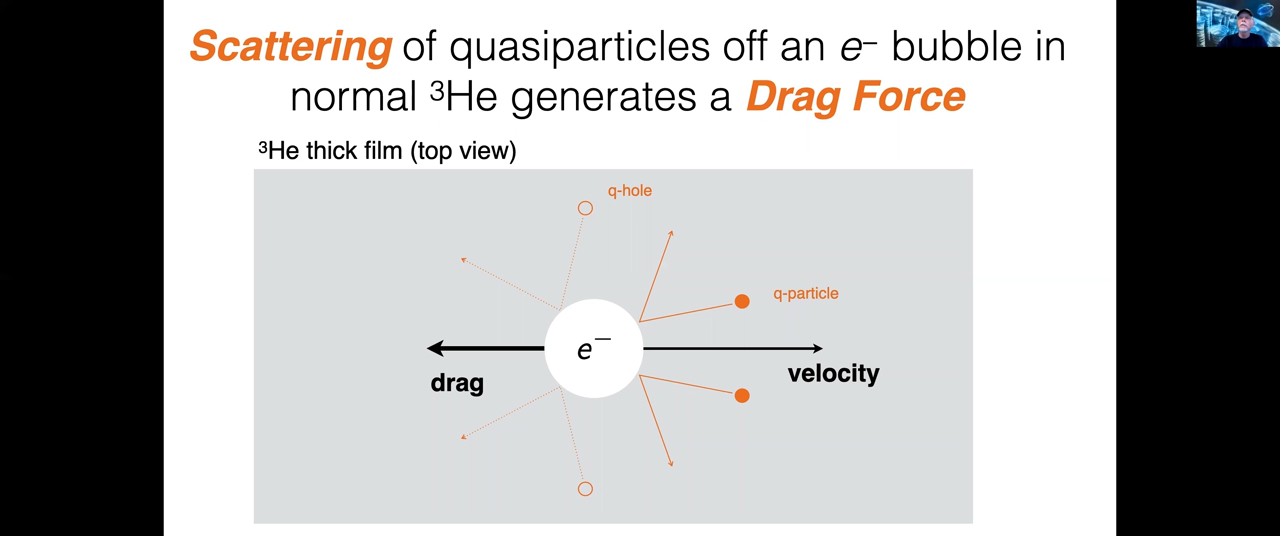 Scattering of quasiparticles off an e⁻ bubble in
normal ³He generates a Drag Force
³He thick film (top view)
q-hole
q-particle
e⁻
velocity
drag